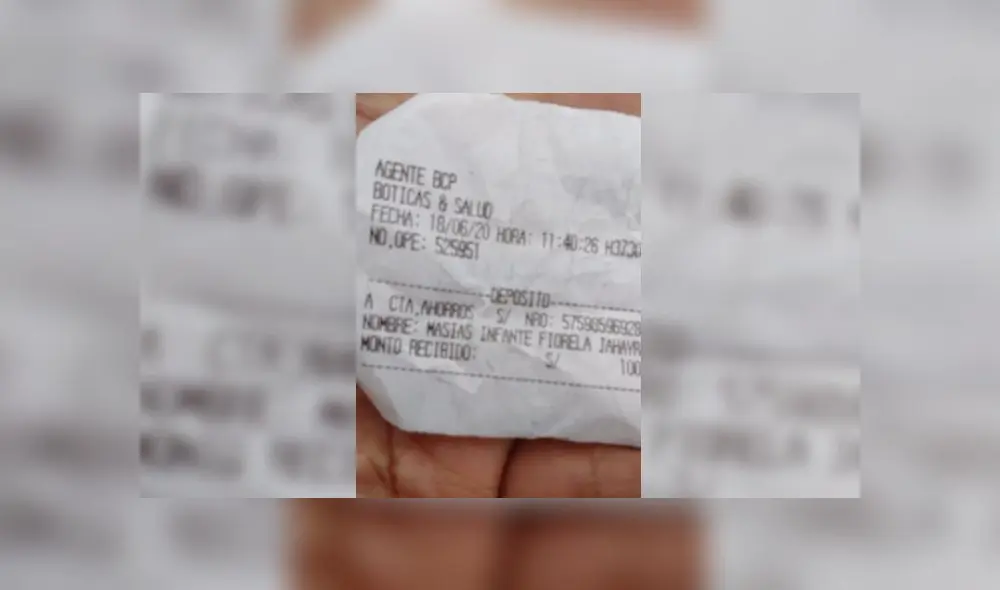 AGENTE BCP
BOTICAS & SALUD
FECHA: 18/06/20 HORA: 11:40:26
NO.OPE: 525951
DEPOSITO
A CTA.AHORROS S/ NRO:
NOMBRE: MASIAS INFANTE FIORELA
MONTO RECIBIDO: S/ 100